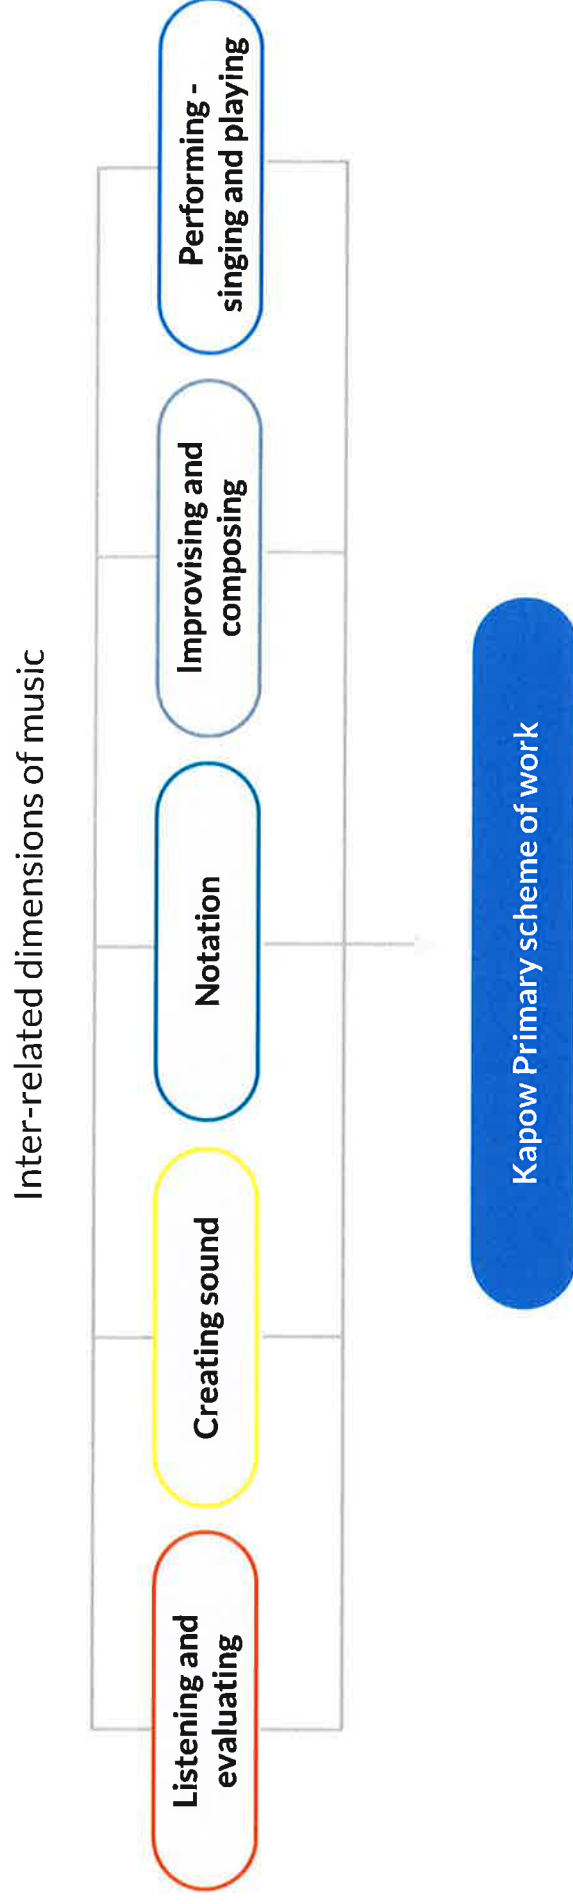 Inter-related dimensions of music
Listening and
evaluating
Creating sound
Notation
Improvising and
composing
Performing -
singing and playing
Kapow Primary scheme of work